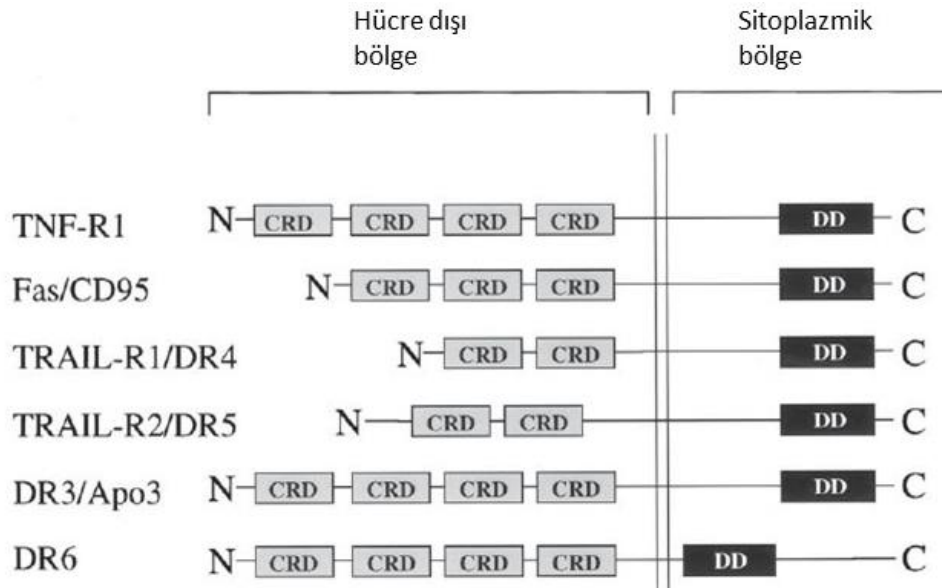 Hücre dışı
bölge
Sitoplazmik
bölge
TNF-R1 N CRD CRD CRD CRD DD C
Fas/CD95 N CRD CRD CRD DD C
TRAIL-R1/DR4 N CRD CRD DD C
TRAIL-R2/DR5 N CRD CRD DD C
DR3/Apo3 N CRD CRD CRD CRD DD C
DR6 N CRD CRD CRD CRD DD C